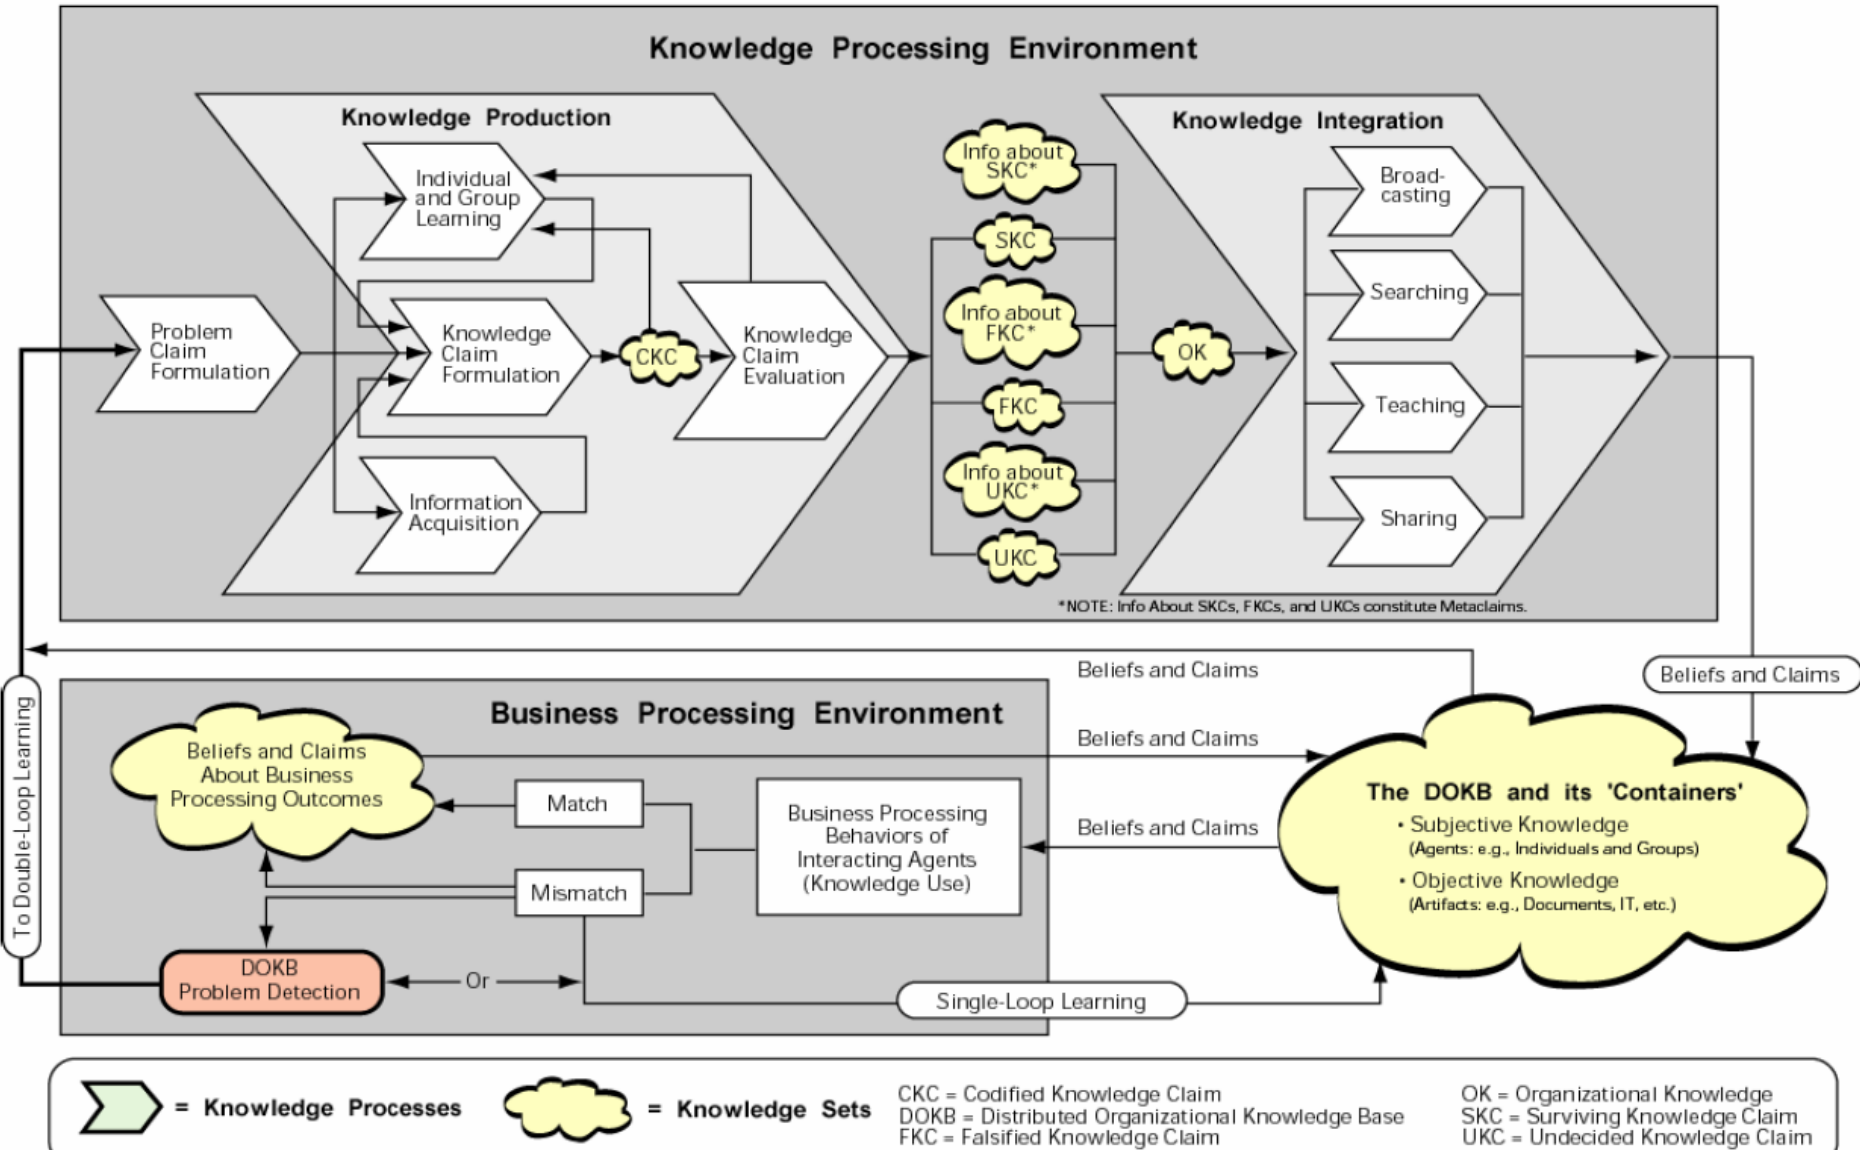 Knowledge Processing Environment
Knowledge Production
Individual
and Group
Learning
Problem
Claim
Formulation
Knowledge
Claim
Formulation
CKC
Knowledge
Claim
Evaluation
Information
Acquisition
Info about
SKC*
SKC
Info about
FKC*
FKC
Info about
UKC*
UKC
OK
Knowledge Integration
Broad-
casting
Searching
Teaching
Sharing
*NOTE: Info About SKCs, FKCs, and UKCs constitute Metaclaims.
Beliefs and Claims
Beliefs and Claims
To Double-Loop Learning
Business Processing Environment
Beliefs and Claims
About Business
Processing Outcomes
Beliefs and Claims
Match
Mismatch
Business Processing
Behaviors of
Interacting Agents
(Knowledge Use)
Beliefs and Claims
The DOKB and its 'Containers'
• Subjective Knowledge
(Agents: e.g., Individuals and Groups)
• Objective Knowledge
(Artifacts: e.g., Documents, IT, etc.)
DOKB
Problem Detection
Or
Single-Loop Learning
= Knowledge Processes
= Knowledge Sets
CKC = Codified Knowledge Claim
DOKB = Distributed Organizational Knowledge Base
FKC = Falsified Knowledge Claim
OK = Organizational Knowledge
SKC = Surviving Knowledge Claim
UKC = Undecided Knowledge Claim